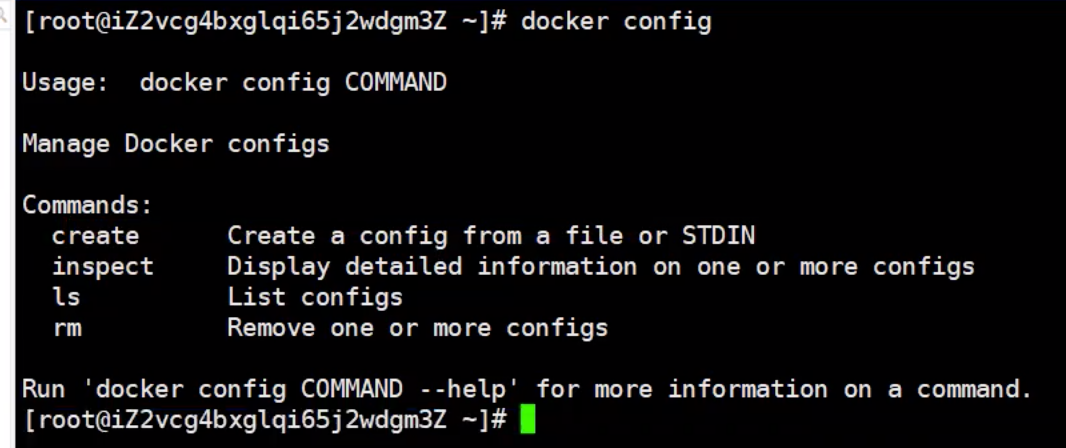 [root@iZ2vcg4bxglqi65j2wdgm3Z ~]# docker config
Usage:  docker config COMMAND
Manage Docker configs
Commands:
  create      Create a config from a file or STDIN
  inspect     Display detailed information on one or more configs
  ls          List configs
  rm          Remove one or more configs
Run 'docker config COMMAND --help' for more information on a command.
[root@iZ2vcg4bxglqi65j2wdgm3Z ~]#